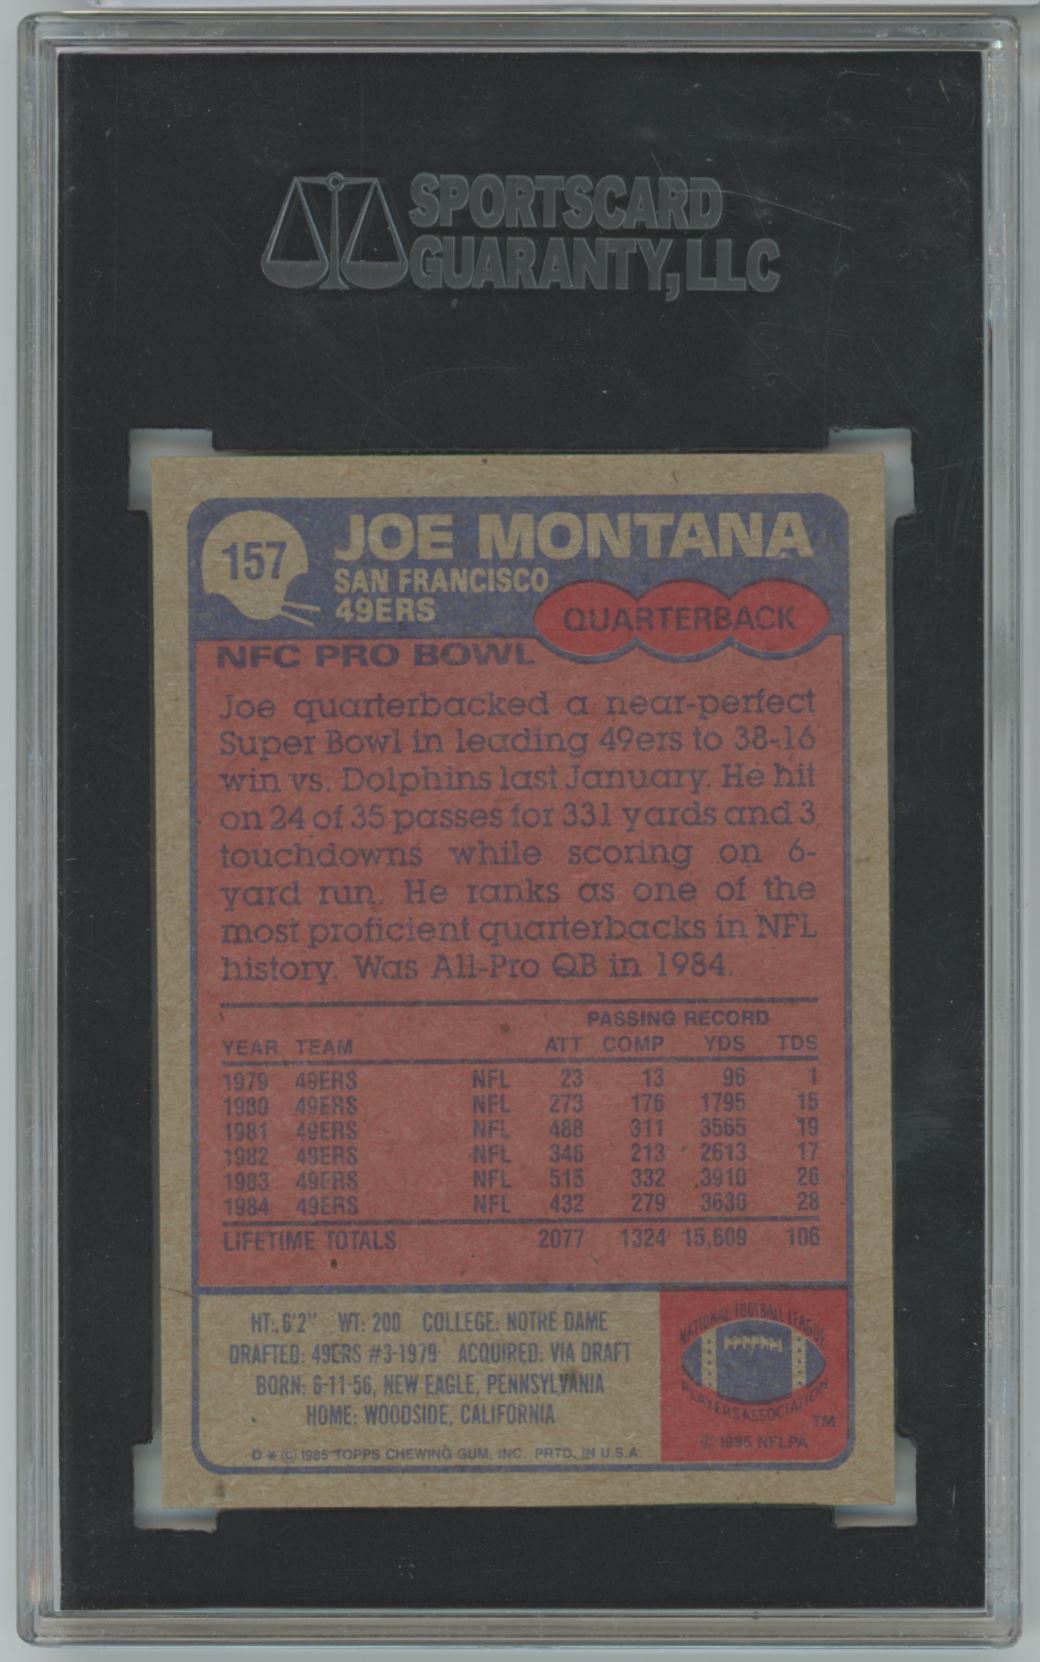 SPORTSCARD
GUARANTY, LLC
157
JOE MONTANA
SAN FRANCISCO
49ERS
QUARTERBACK
NFC PRO BOWL
Joe quarterbacked a near-perfect
Super Bowl in leading 49ers to 38-16
win vs. Dolphins last January. He hit
on 24 of 35 passes for 331 yards and 3
touchdowns while scoring on 6-
yard run. He ranks as one of the
most proficient quarterbacks in NFL
history. Was All-Pro QB in 1984.
PASSING RECORD
YEAR TEAM ATT COMP YDS TDS
1979 49ERS NFL 23 13 96 1
1980 49ERS NFL 273 176 1795 15
1981 49ERS NFL 488 311 3565 19
1982 49ERS NFL 346 213 2613 17
1983 49ERS NFL 515 332 3910 26
1984 49ERS NFL 432 279 3630 28
LIFETIME TOTALS 2077 1324 15,609 106
HT: 6'2" WT: 200 COLLEGE: NOTRE DAME
DRAFTED: 49ERS #3-1979 ACQUIRED: VIA DRAFT
BORN: 6-11-56, NEW EAGLE, PENNSYLVANIA
HOME: WOODSIDE, CALIFORNIA
D * © 1985 TOPPS CHEWING GUM, INC. PRTD. IN U.S.A.
NATIONAL FOOTBALL LEAGUE
PLAYERS ASSOCIATION
TM
© 1985 NFLPA